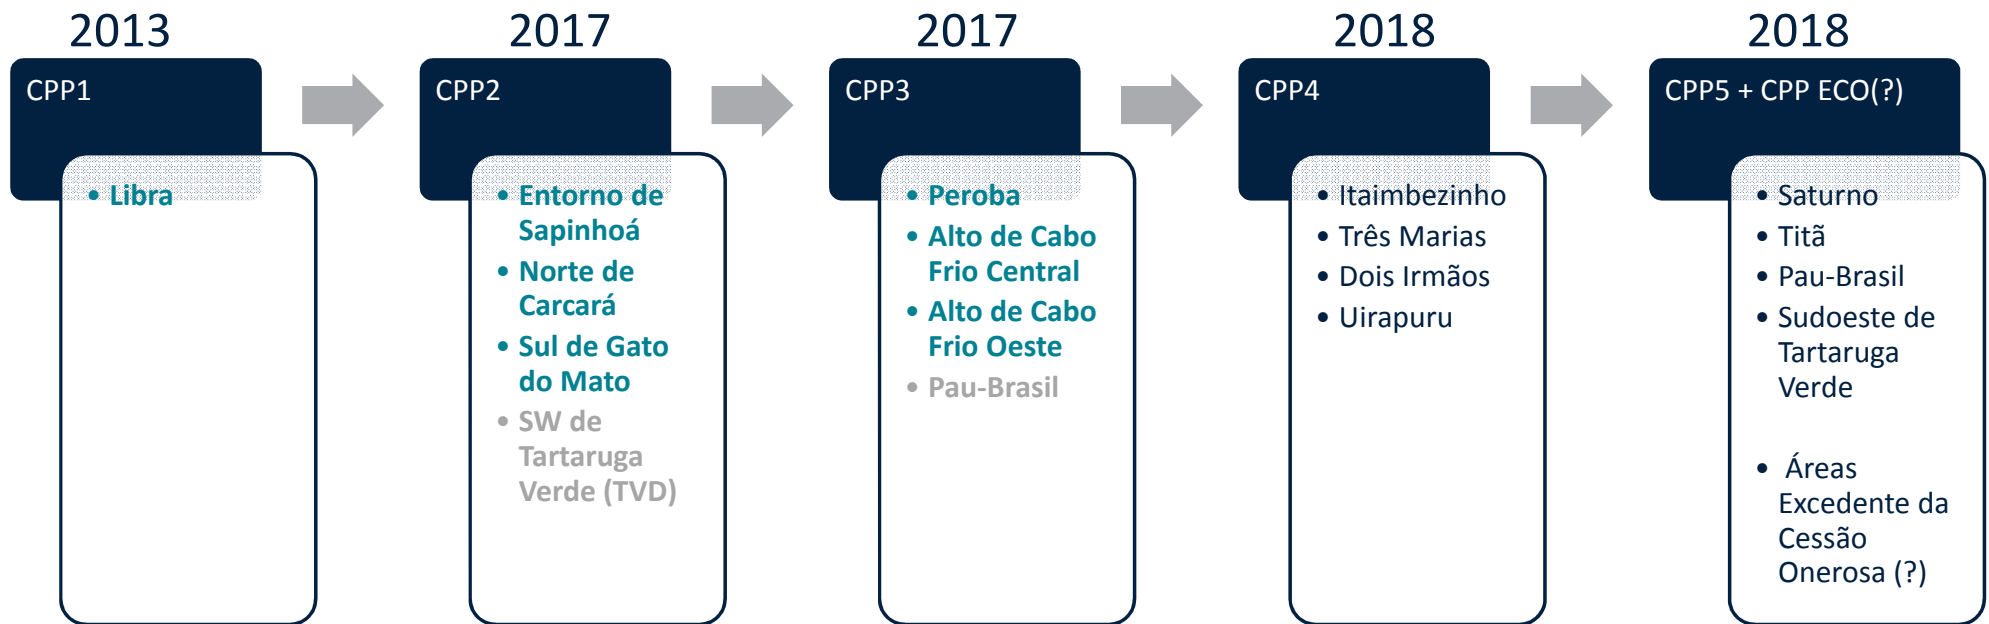 2013
CPP1
• Libra
2017
CPP2
• Entorno de
Sapinhoá
• Norte de
Carcará
• Sul de Gato
do Mato
• SW de
Tartaruga
Verde (TVD)
2017
CPP3
• Peroba
• Alto de Cabo
Frio Central
• Alto de Cabo
Frio Oeste
• Pau-Brasil
2018
CPP4
• Itaimbezinho
• Três Marias
• Dois Irmãos
• Uirapuru
2018
CPP5 + CPP ECO(?)
• Saturno
• Titã
• Pau-Brasil
• Sudoeste de
Tartaruga
Verde
• Áreas
Excedente da
Cessão
Onerosa (?)